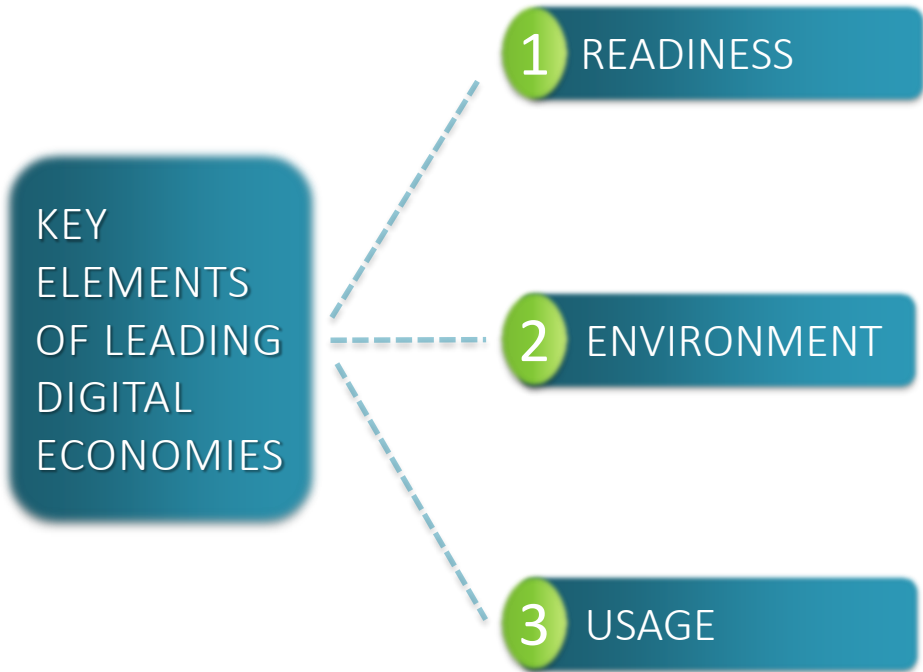 KEY
ELEMENTS
OF LEADING
DIGITAL
ECONOMIES
1 READINESS
2 ENVIRONMENT
3 USAGE